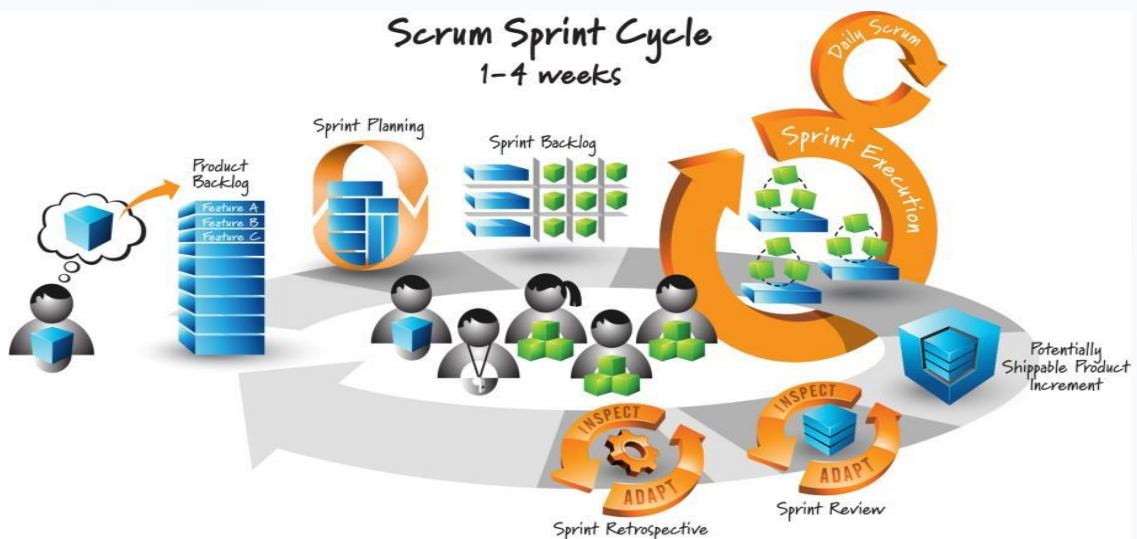 Scrum Sprint Cycle
1-4 weeks
Daily Scrum
Sprint Execution
Sprint Planning
Sprint Backlog
Product
Backlog
Feature A
Feature B
Feature C
Potentially
Shippable Product
Increment
INSPECT
ADAPT
Sprint Review
INSPECT
ADAPT
Sprint Retrospective